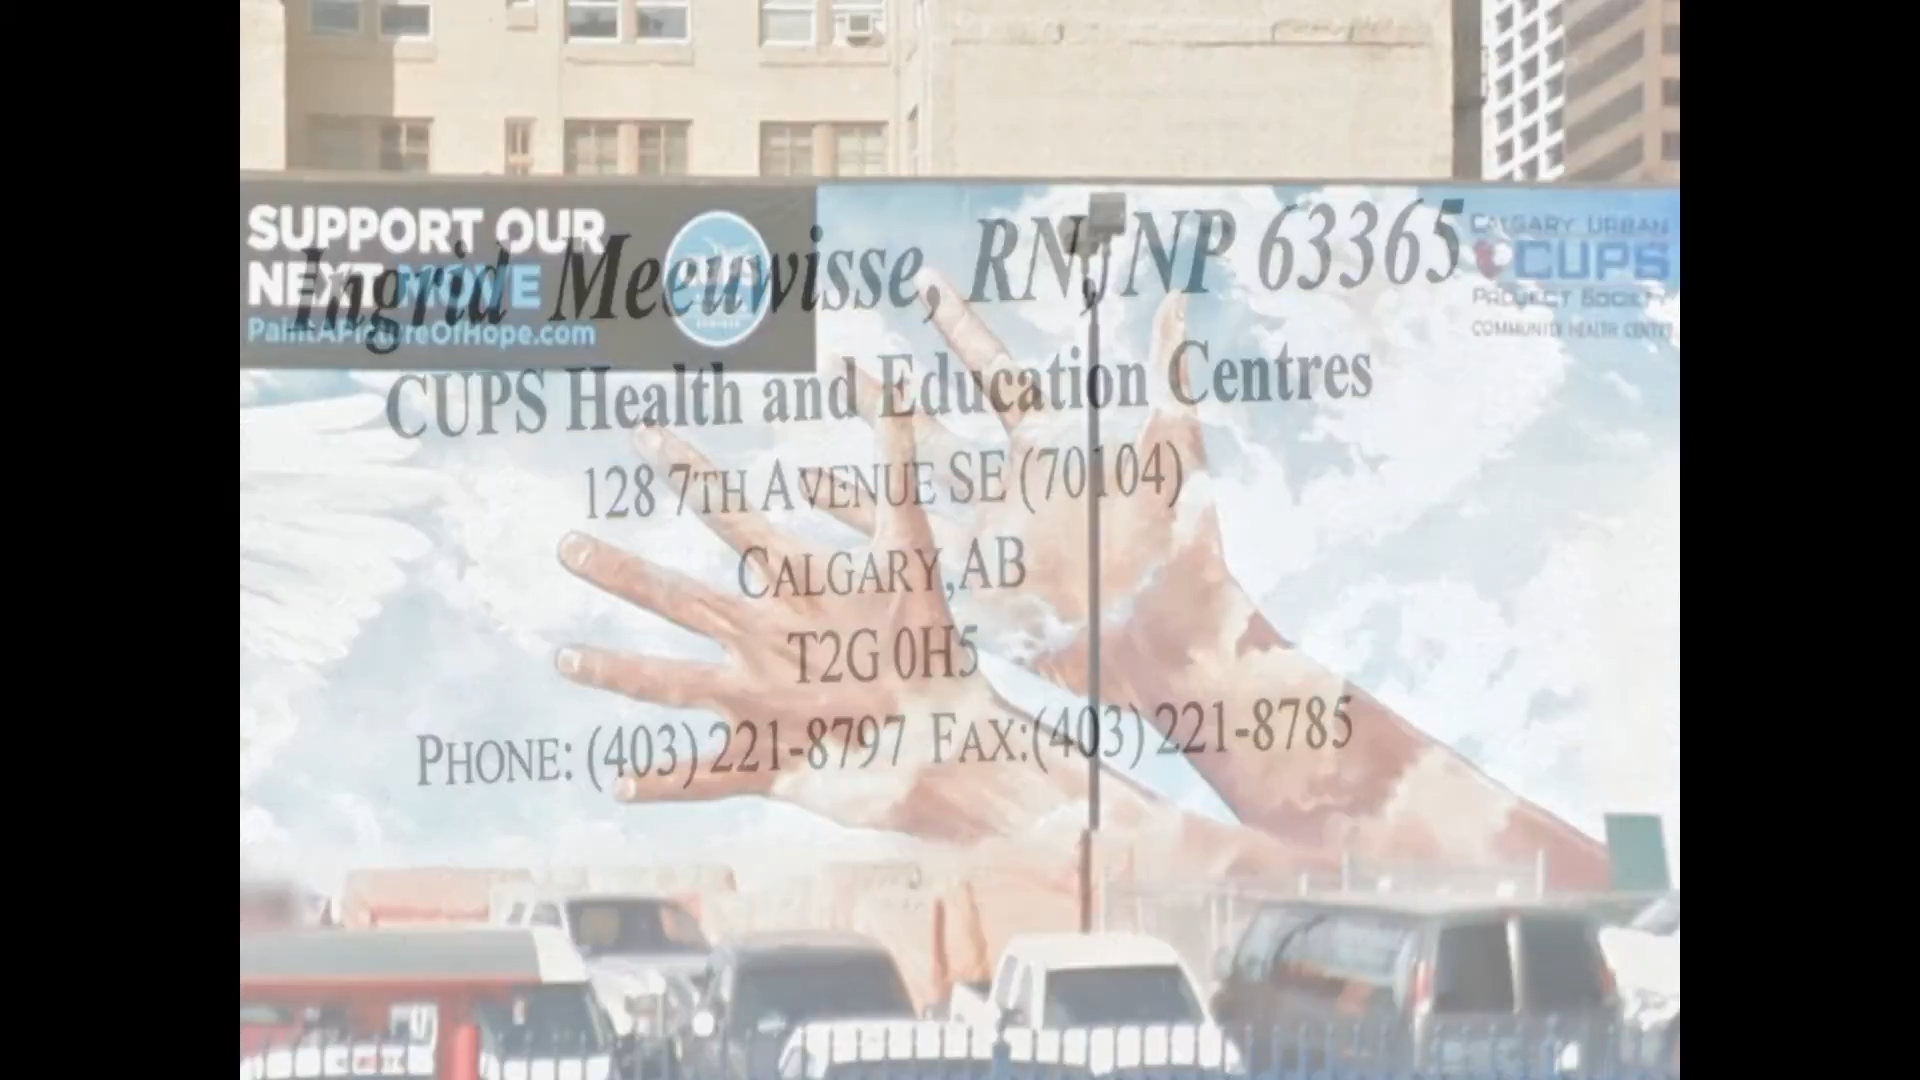 SUPPORT OUR
NEXT MOVE
PaintAPictureOfHope.com
CALGARY URBAN
CUPS
PROJECT SOCIETY
COMMUNITY HEALTH CENTRE
Ingrid Meeuwisse, RN, NP 63365
CUPS Health and Education Centres
128 7TH AVENUE SE (70104)
CALGARY,AB
T2G 0H5
PHONE: (403) 221-8797 FAX:(403) 221-8785